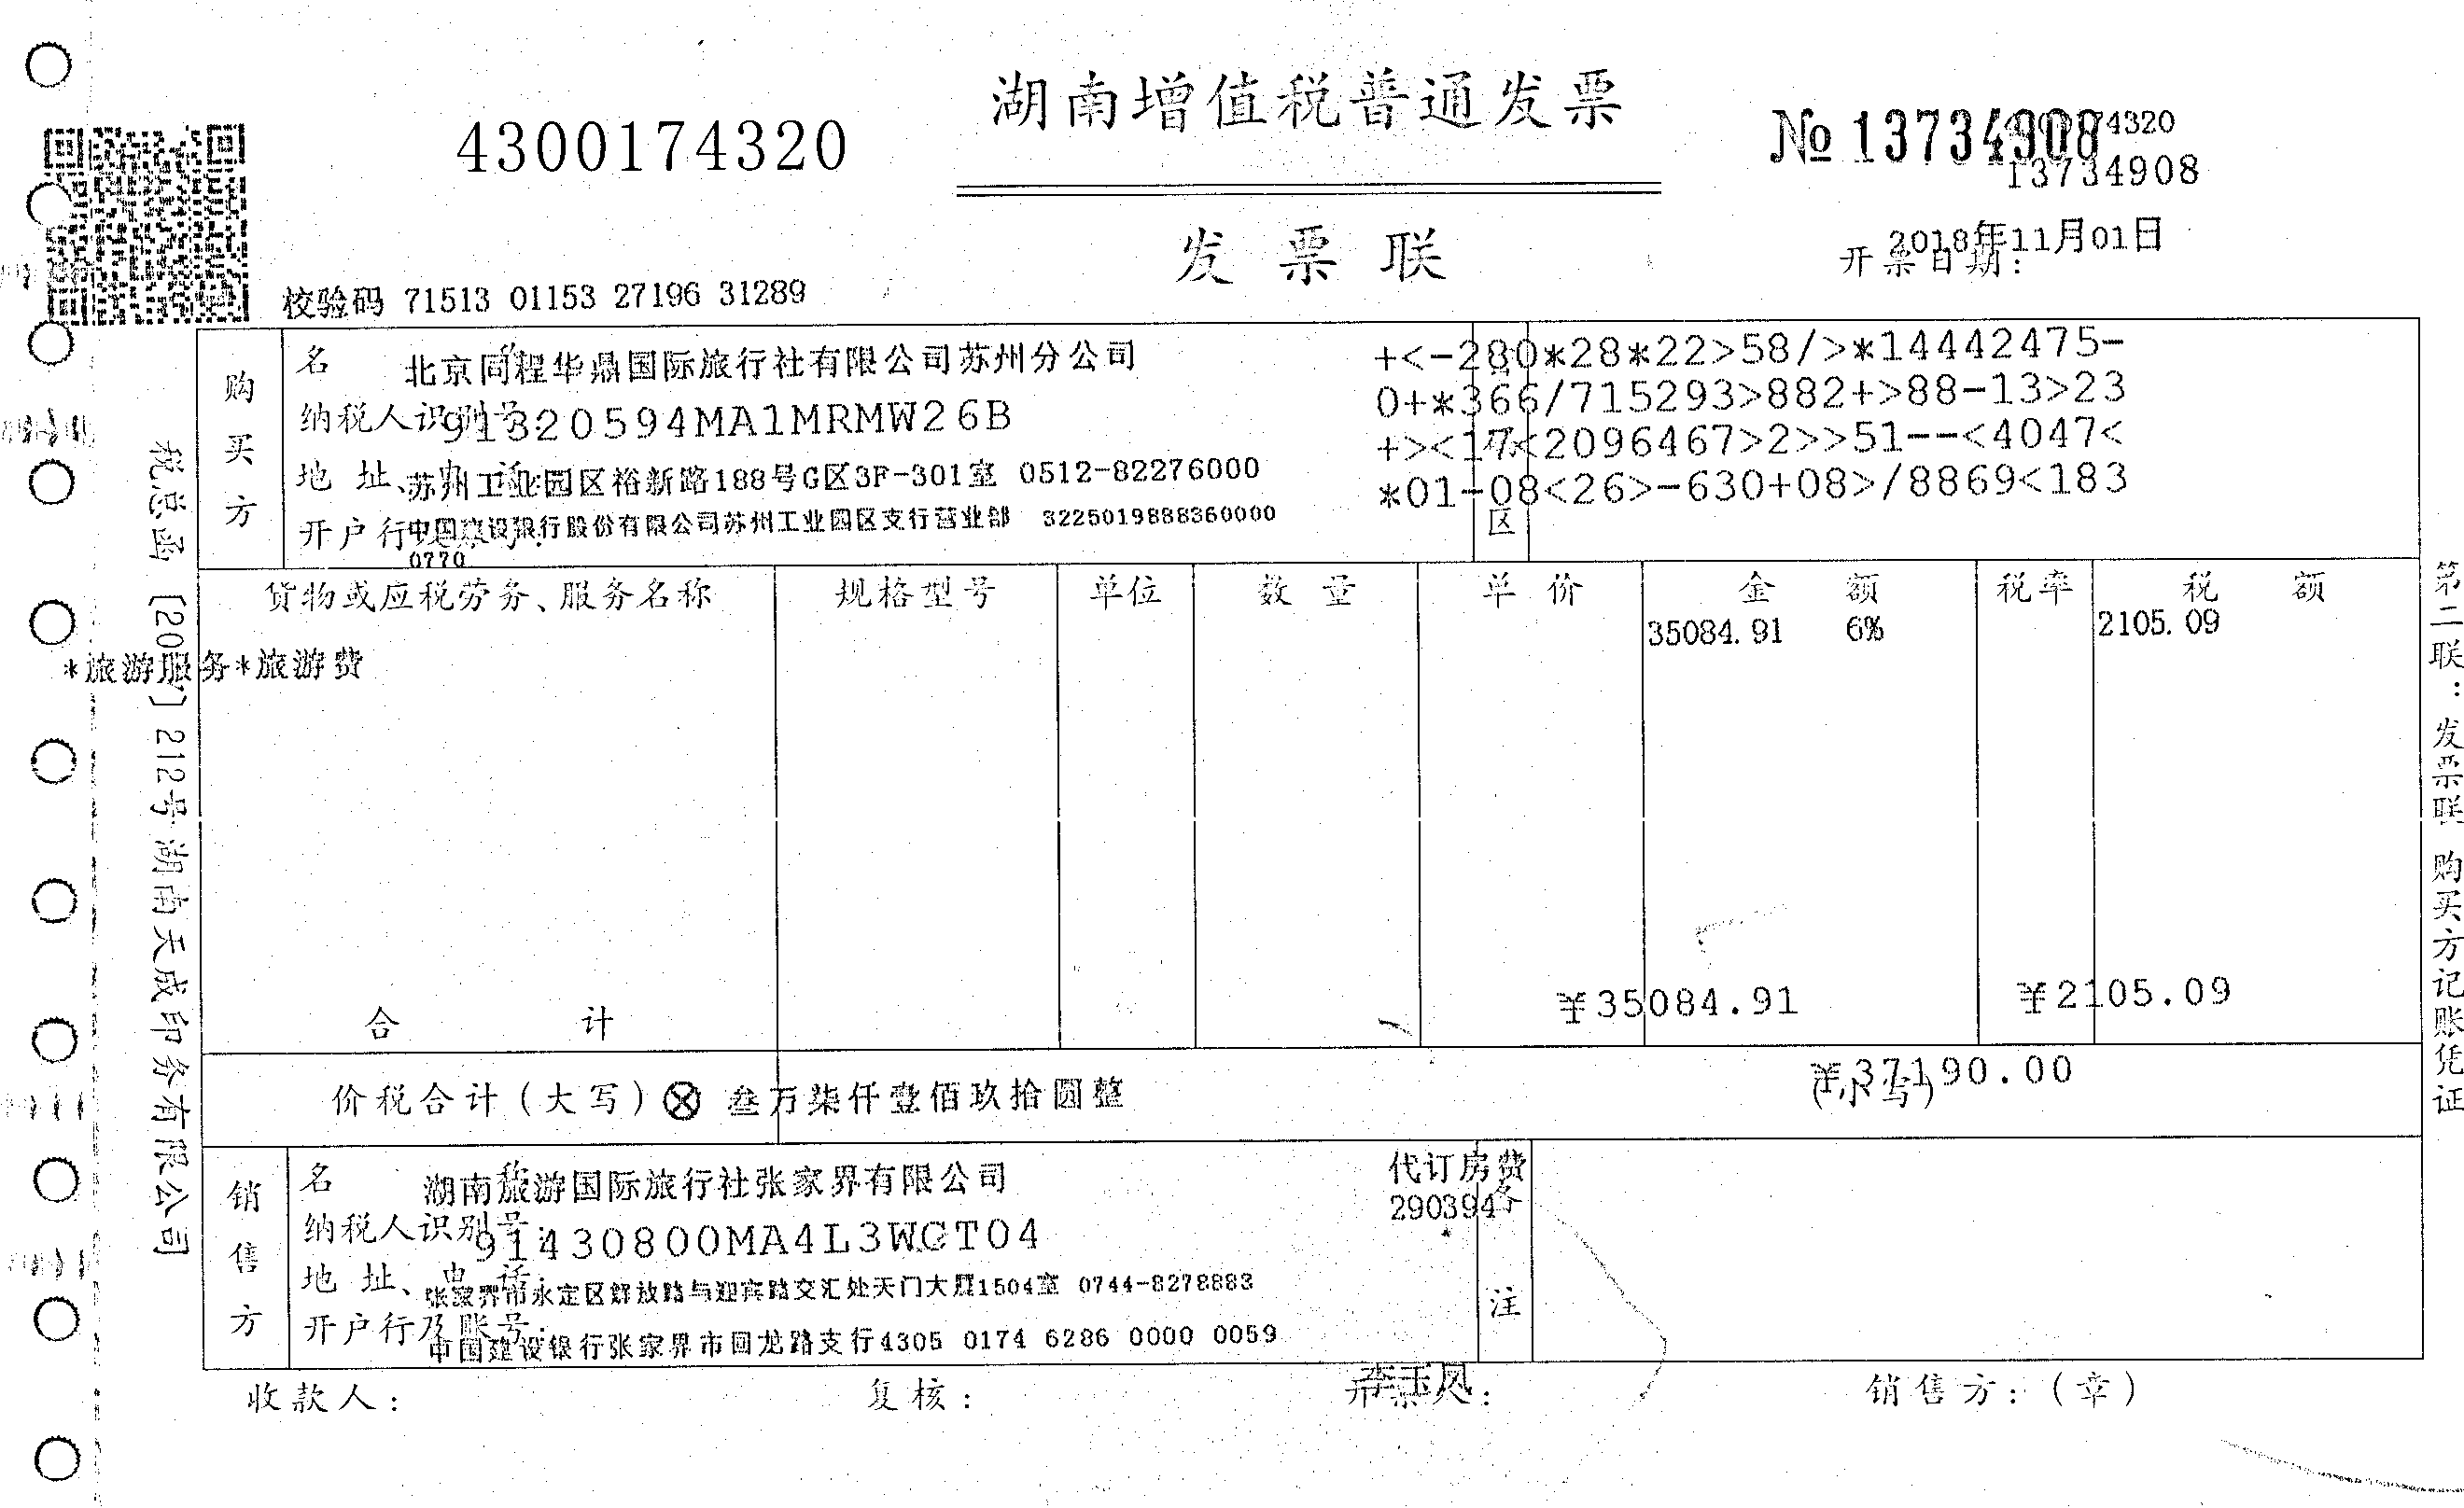 湖南增值税普通发票
4300174320
№13734908
4300174320
13734908
发票联
开票日期：
2018年11月01日
校验码 71513 01153 27196 31289
购买方
名称
北京同程华鼎国际旅行社有限公司苏州分公司
纳税人识别号：
91320594MA1MRMW26B
地址、电话：
苏州工业园区裕新路188号G区3F-301室 0512-82276000
开户行及账号：
中国建设银行股份有限公司苏州工业园区支行营业部 3225019888360000
0770
区
+<-280*28*22>58/>*14442475-
0+*366/715293>882+>88-13>23
+><17<2096467>2>>51--<4047<
*01-08<26>-630+08>/8869<183
货物或应税劳务、服务名称 规格型号 单位 数量 单价 金额 税率 税额
*旅游服务*旅游费 35084.91 6% 2105.09
合计 ¥35084.91 ¥2105.09
价税合计（大写）ⓧ叁万柒仟壹佰玖拾圆整 （小写）¥37190.00
销售方
名称
湖南旅游国际旅行社张家界有限公司
纳税人识别号：
91430800MA4L3WGT04
地址、电话：
张家界市永定区解放路与迎宾路交汇处天门大厦1504室 0744-8278883
开户行及账号：
中国建设银行张家界市回龙路支行4305 0174 6286 0000 0059
备注
代订房费
290394
收款人： 复核： 开票人： 李玉凤 销售方：（章）
税总函 212号湖南天成印务有限公司
第二联：发票联 购买方记账凭证